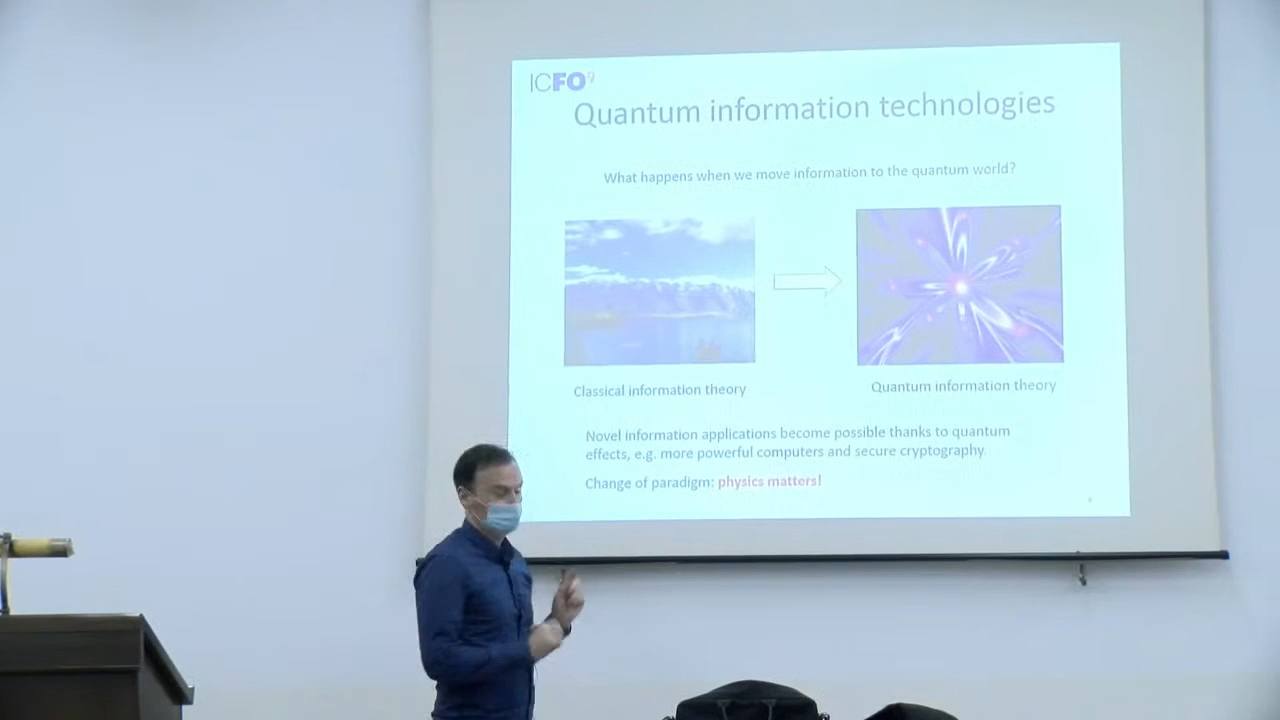 ICFO
Quantum information technologies
What happens when we move information to the quantum world?
Classical information theory
Quantum information theory
Novel information applications become possible thanks to quantum
effects, e.g. more powerful computers and secure cryptography.
Change of paradigm: physics matters!